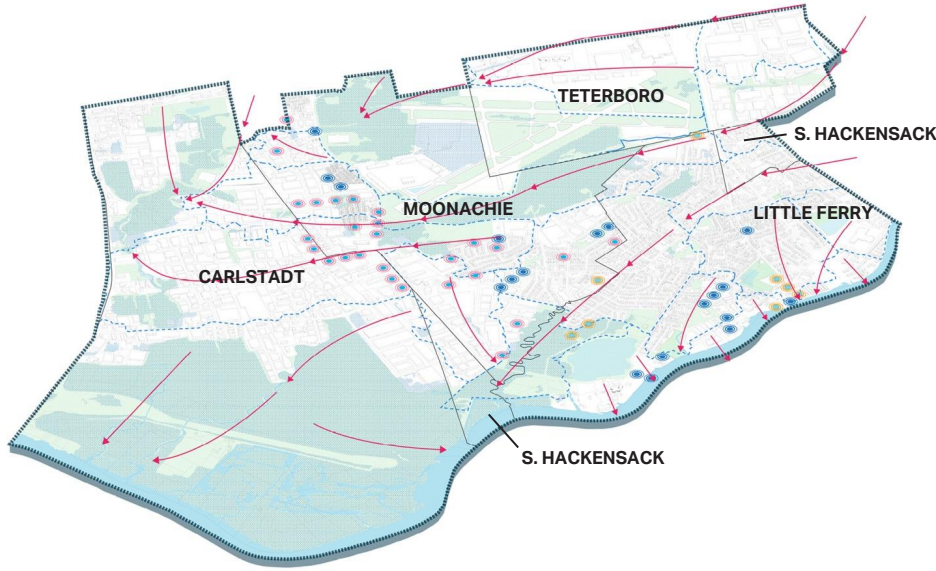 TETERBORO
S. HACKENSACK
MOONACHIE
LITTLE FERRY
CARLSTADT
S. HACKENSACK